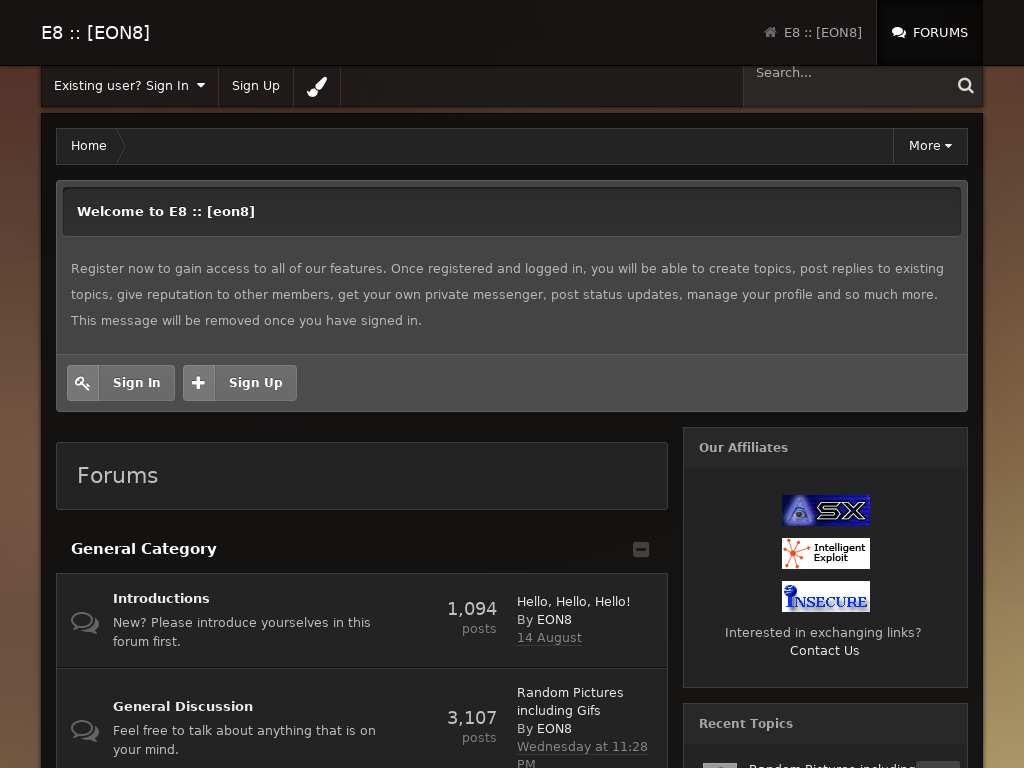 E8 :: [EON8]
E8 :: [EON8]
FORUMS
Existing user? Sign In
Sign Up
Search...
Home
More
Welcome to E8 :: [eon8]
Register now to gain access to all of our features. Once registered and logged in, you will be able to create topics, post replies to existing
topics, give reputation to other members, get your own private messenger, post status updates, manage your profile and so much more.
This message will be removed once you have signed in.
Sign In
Sign Up
Forums
General Category
Introductions
New? Please introduce yourselves in this
forum first.
1,094
posts
Hello, Hello, Hello!
By EON8
14 August
General Discussion
Feel free to talk about anything that is on
your mind.
3,107
posts
Random Pictures
including Gifs
By EON8
Wednesday at 11:28
PM
Our Affiliates
SX
Intelligent
Exploit
INSECURE
Interested in exchanging links?
Contact Us
Recent Topics
Random Pictures including